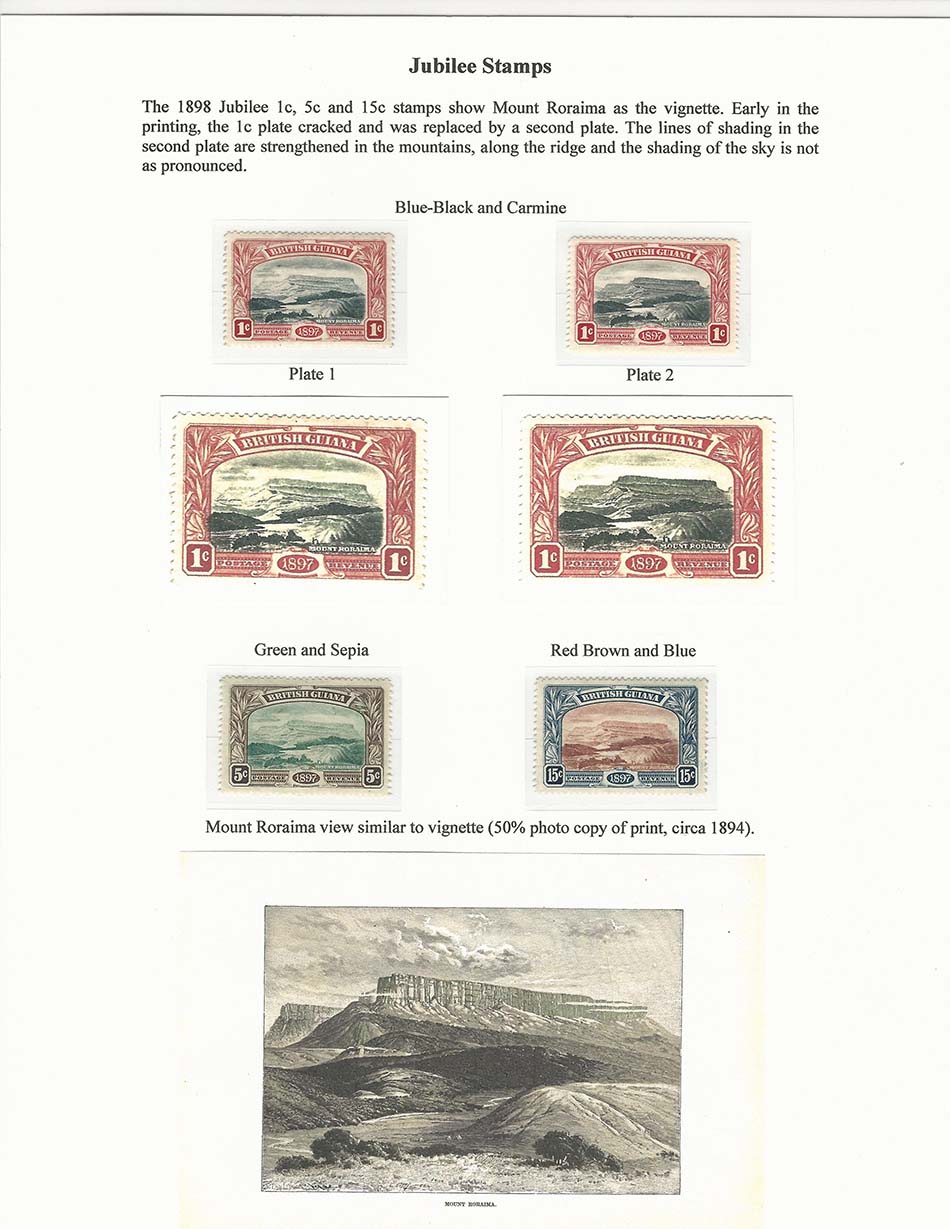 Jubilee Stamps
The 1898 Jubilee 1c, 5c and 15c stamps show Mount Roraima as the vignette. Early in the
printing, the 1c plate cracked and was replaced by a second plate. The lines of shading in the
second plate are strengthened in the mountains, along the ridge and the shading of the sky is not
as pronounced.
Blue-Black and Carmine
BRITISH GUIANA
MOUNT RORAIMA
1c POSTAGE 1897 REVENUE 1c
BRITISH GUIANA
MOUNT RORAIMA
1c POSTAGE 1897 REVENUE 1c
Plate 1
Plate 2
BRITISH GUIANA
MOUNT RORAIMA
1c POSTAGE 1897 REVENUE 1c
BRITISH GUIANA
MOUNT RORAIMA
1c POSTAGE 1897 REVENUE 1c
Green and Sepia
Red Brown and Blue
BRITISH GUIANA
MOUNT RORAIMA
5c POSTAGE 1897 REVENUE 5c
BRITISH GUIANA
MOUNT RORAIMA
15c POSTAGE 1897 REVENUE 15c
Mount Roraima view similar to vignette (50% photo copy of print, circa 1894).
MOUNT RORAIMA.